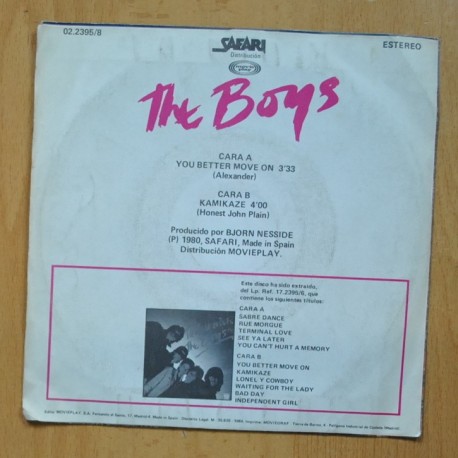 02.2395/8
SAFARI
Distribución
ESTEREO
The Boys
CARA A
YOU BETTER MOVE ON 3'33
(Alexander)
CARA B
KAMIKAZE 4'00
(Honest John Plain)
Producido por BJORN NESSIDE
(P) 1980, SAFARI, Made in Spain
Distribución MOVIEPLAY.
Este disco ha sido extraído,
del Lp. Ref. 17.2395/6, que
contiene los siguientes títulos:
CARA A
SABRE DANCE
RUE MORGUE
TERMINAL LOVE
SEE YA LATER
YOU CAN'T HURT A MEMORY
CARA B
YOU BETTER MOVE ON
KAMIKAZE
LONELY COWBOY
WAITING FOR THE LADY
BAD DAY
INDEPENDENT GIRL